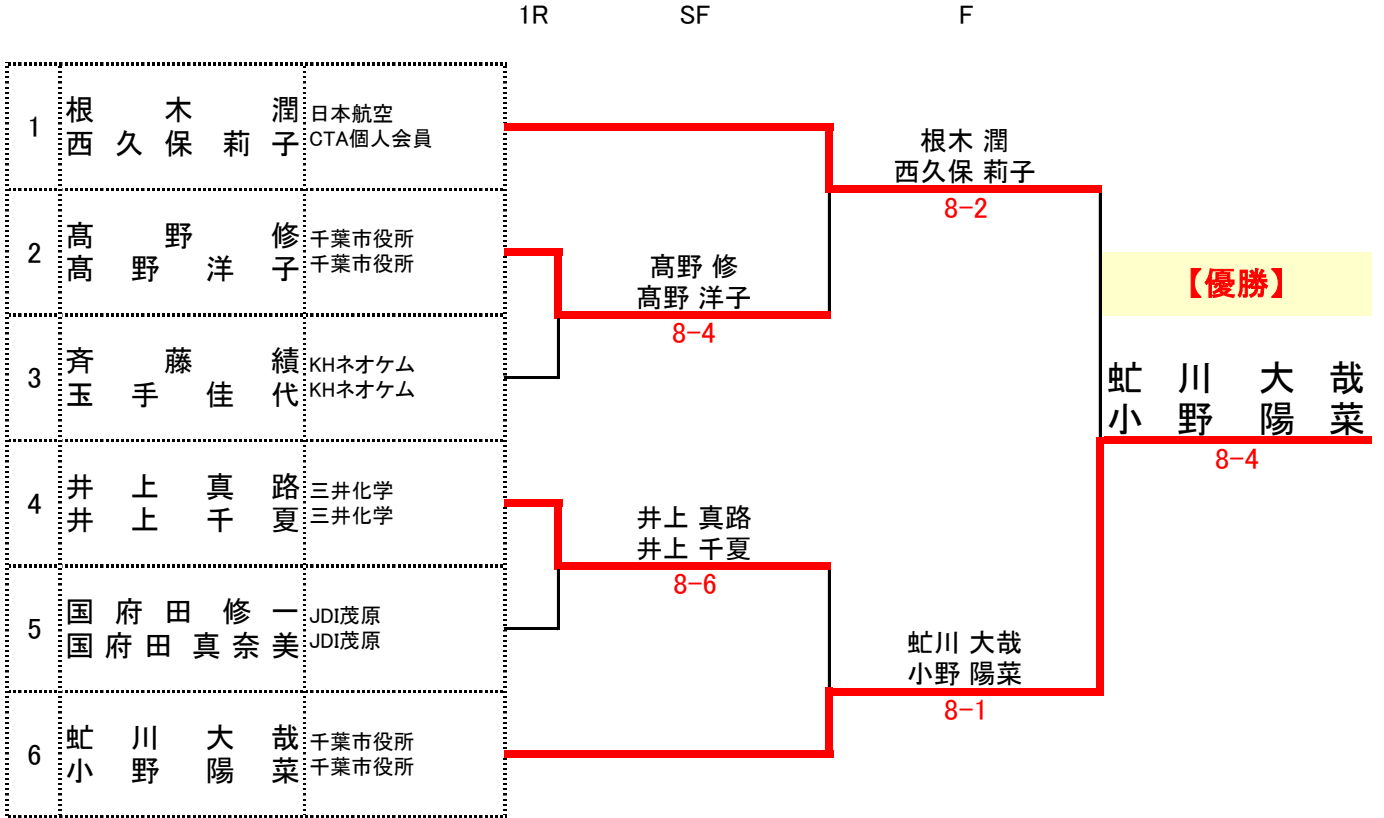 1R SF F
1 根木潤 日本航空
西久保莉子 CTA個人会員
2 髙野修 千葉市役所
髙野洋子 千葉市役所
3 斉藤績 KHネオケム
玉手佳代 KHネオケム
4 井上真路 三井化学
井上千夏 三井化学
5 国府田修一 JDI茂原
国府田真奈美 JDI茂原
6 虻川大哉 千葉市役所
小野陽菜 千葉市役所
髙野 修
髙野 洋子
8-4
井上 真路
井上 千夏
8-6
根木 潤
西久保 莉子
8-2
虻川 大哉
小野 陽菜
8-1
【優勝】
虻川大哉
小野陽菜
8-4